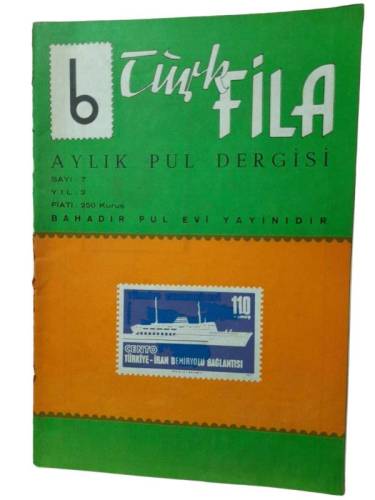 b Türk FİLA
AYLIK PUL DERGİSİ
SAYI : 7
YIL : 2
FİATI : 250 Kuruş
BAHADIR PUL EVİ YAYINIDIR
110
CENTO
TÜRKİYE - İRAN DEMİRYOLU BAĞLANTISI